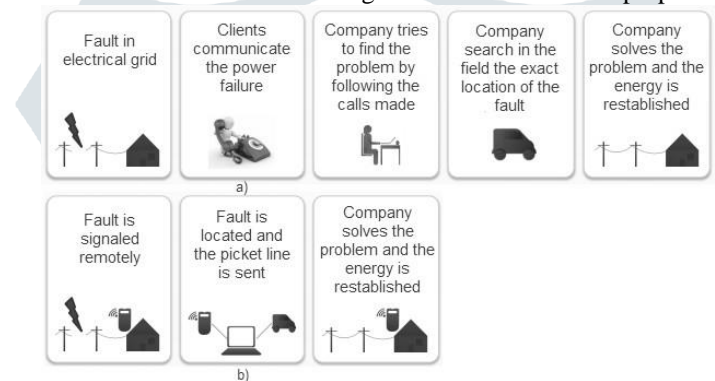 Fault in
electrical grid
Clients
communicate
the power
failure
Company tries
to find the
problem by
following the
calls made
Company
search in the
field the exact
location of the
fault
Company
solves the
problem and the
energy is
restablished
a)
Fault is
signaled
remotely
Fault is
located and
the picket line
is sent
Company
solves the
problem and the
energy is
restablished
b)